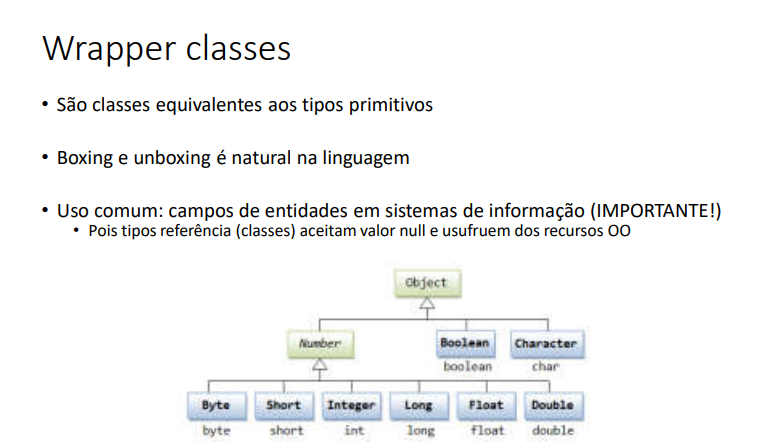 Wrapper classes
• São classes equivalentes aos tipos primitivos
• Boxing e unboxing é natural na linguagem
• Uso comum: campos de entidades em sistemas de informação (IMPORTANTE!)
• Pois tipos referência (classes) aceitam valor null e usufruem dos recursos OO
Object
Number Boolean Character
boolean char
Byte Short Integer Long Float Double
byte short int long float double